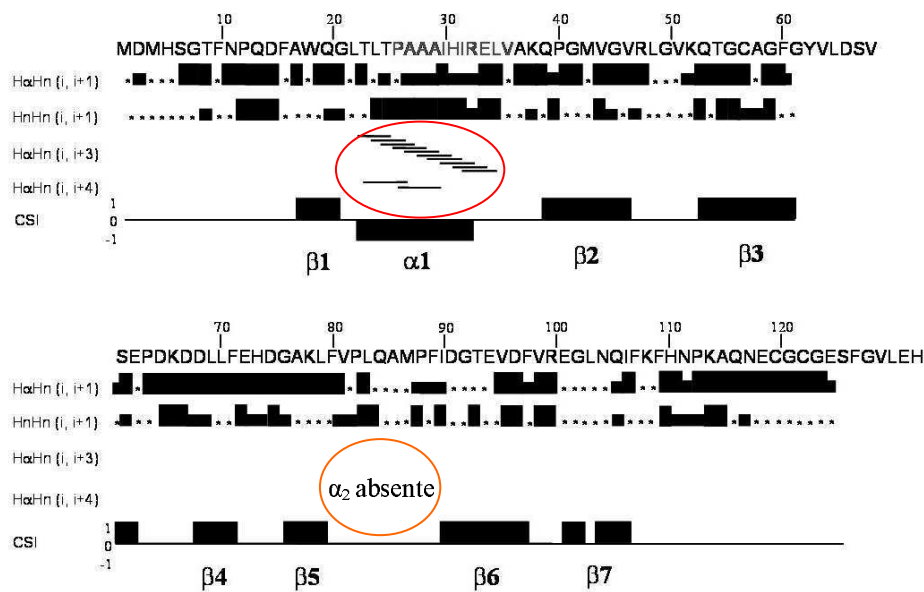 10 20 30 40 50 60
MDMHSGTFNPQDFAWQGLTLTPAAAIHIRELVAKQPGMVGVRLGVKQTGCAGFGYVLDSV
HαHn (i, i+1)
HnHn (i, i+1)
HαHn (i, i+3)
HαHn (i, i+4)
1
CSI 0
-1
β1 α1 β2 β3
70 80 90 100 110 120
SEPDKDDLLFEHDGAKLFVPLQAMPFIDGTEVDFVREGLNQIFKFHNPKAQNECGCGESFGVLEH
HαHn (i, i+1)
HnHn (i, i+1)
HαHn (i, i+3)
α2 absente
HαHn (i, i+4)
1
CSI 0
-1
β4 β5 β6 β7